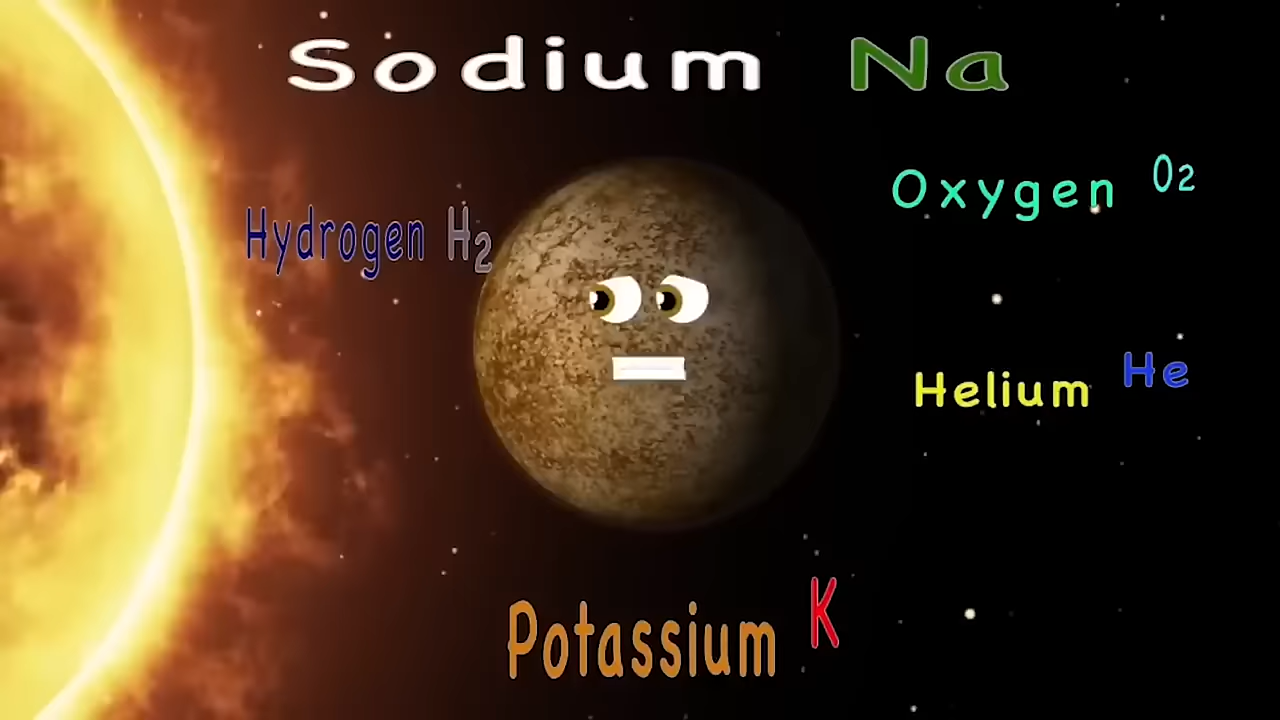 Sodium Na
Oxygen O2
Hydrogen H2
Helium He
Potassium K